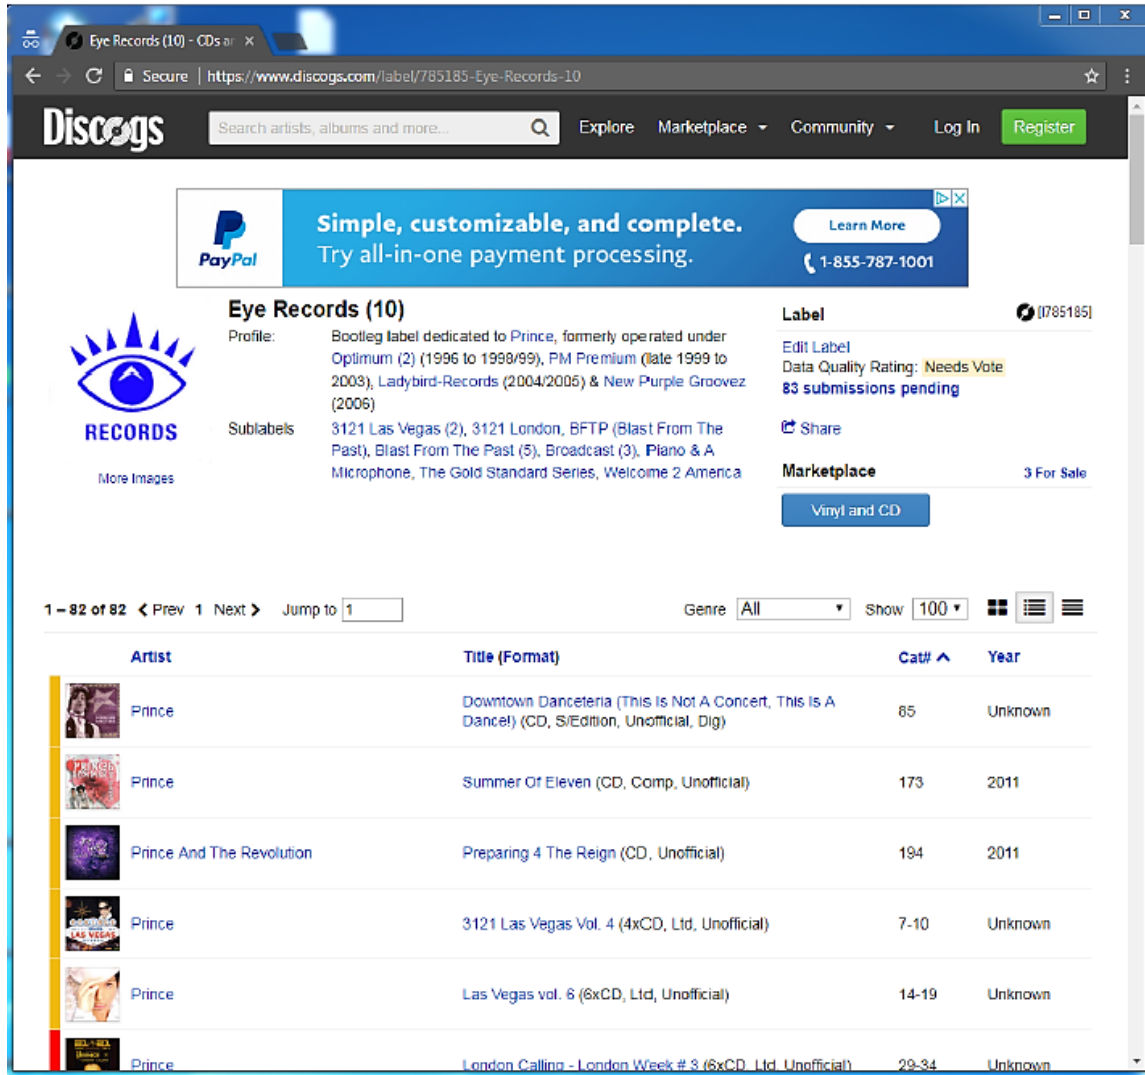 Eye Records (10) - CDs ar
Secure | https://www.discogs.com/label/785185-Eye-Records-10
Discogs Search artists, albums and more... Explore Marketplace Community Log In Register
PayPal
Simple, customizable, and complete.
Try all-in-one payment processing.
Learn More
1-855-787-1001
RECORDS
More Images
Eye Records (10)
Profile: Bootleg label dedicated to Prince, formerly operated under
Optimum (2) (1996 to 1998/99), PM Premium (late 1999 to
2003), Ladybird-Records (2004/2005) & New Purple Groovez
(2006)
Sublabels 3121 Las Vegas (2), 3121 London, BFTP (Blast From The
Past), Blast From The Past (5), Broadcast (3), Piano & A
Microphone, The Gold Standard Series, Welcome 2 America
Label [l785185]
Edit Label
Data Quality Rating: Needs Vote
83 submissions pending
Share
Marketplace 3 For Sale
Vinyl and CD
1 – 82 of 82 Prev 1 Next Jump to 1 Genre All Show 100
Artist Title (Format) Cat# Year
Prince Downtown Danceteria (This Is Not A Concert, This Is A
Dance!) (CD, S/Edition, Unofficial, Dig) 85 Unknown
Prince Summer Of Eleven (CD, Comp, Unofficial) 173 2011
Prince And The Revolution Preparing 4 The Reign (CD, Unofficial) 194 2011
Prince 3121 Las Vegas Vol. 4 (4xCD, Ltd, Unofficial) 7-10 Unknown
Prince Las Vegas vol. 6 (6xCD, Ltd, Unofficial) 14-19 Unknown
Prince London Calling - London Week # 3 (6xCD, Ltd, Unofficial) 29-34 Unknown